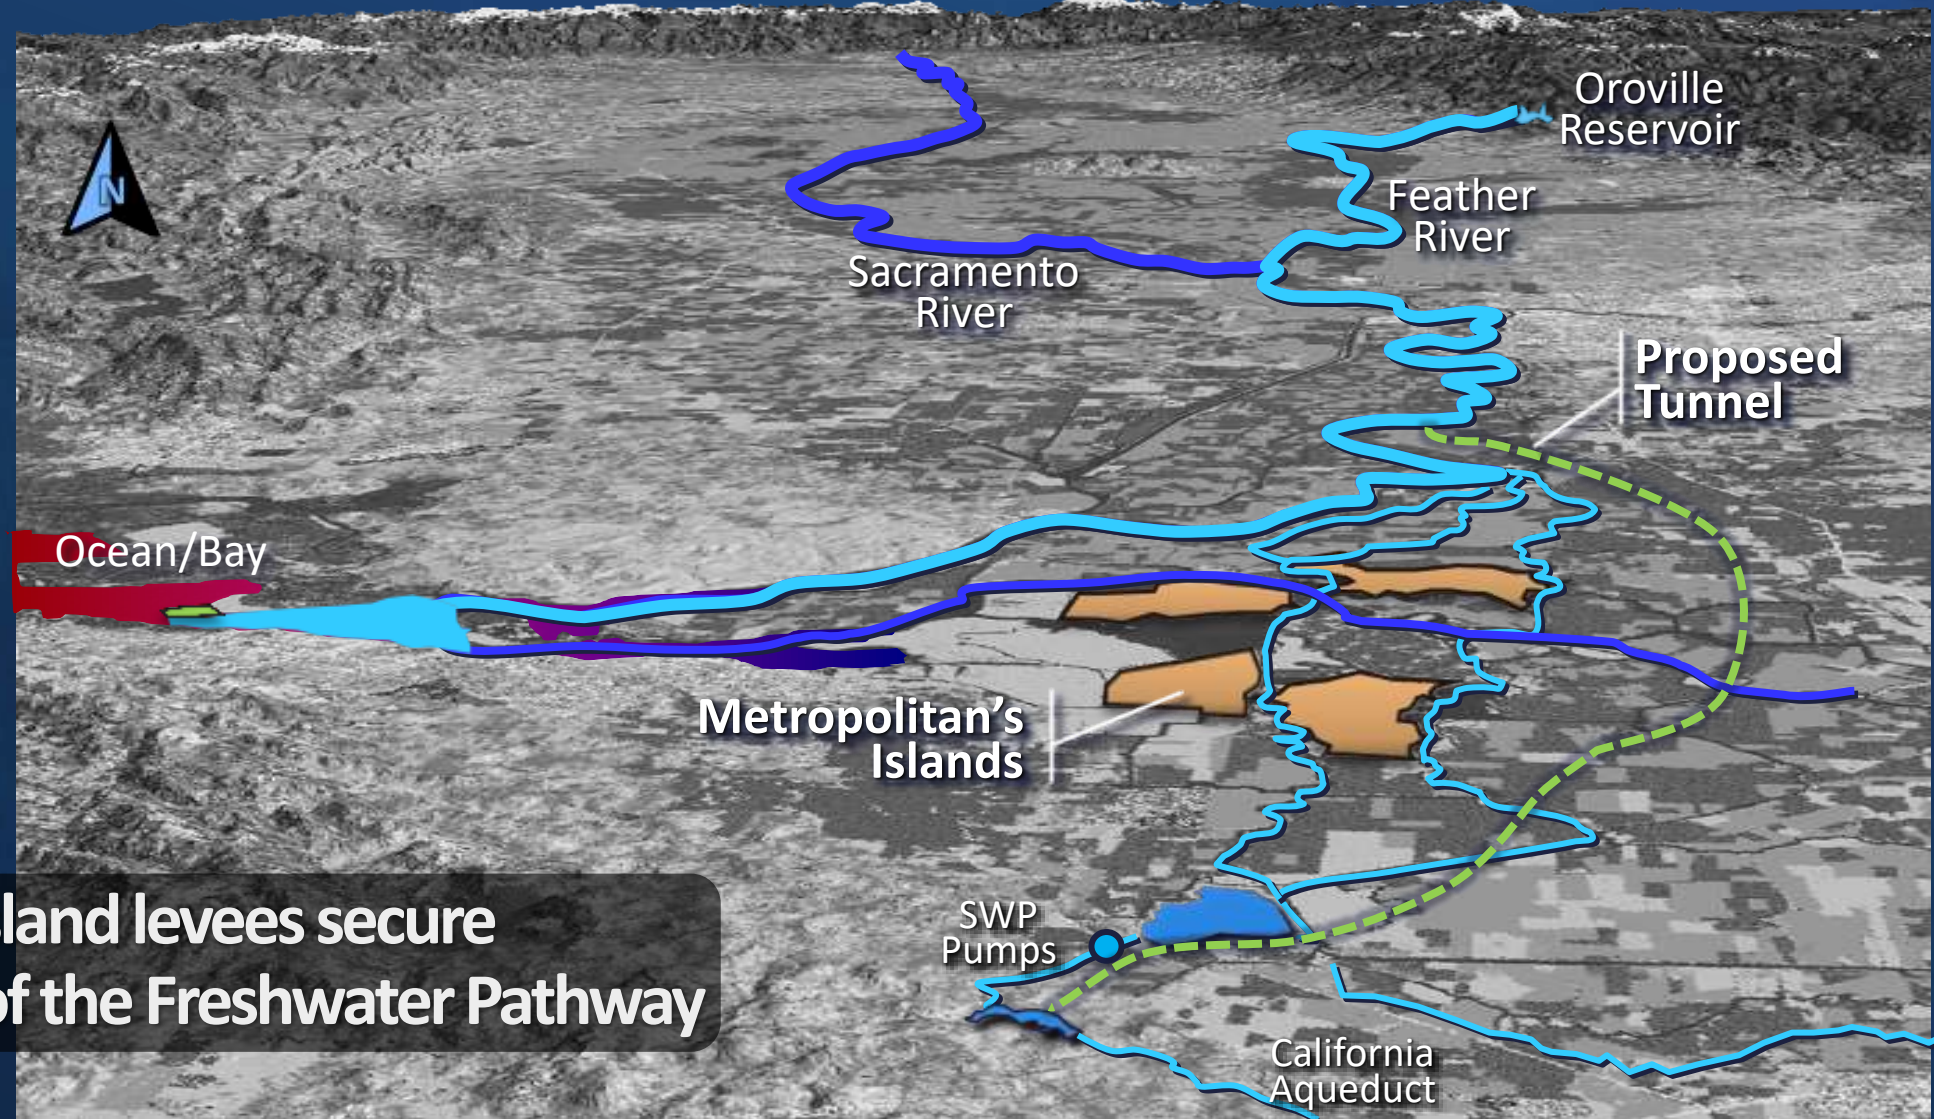 Oroville
Reservoir
N
Feather
River
Sacramento
River
Proposed
Tunnel
Ocean/Bay
Metropolitan's
Islands
land levees secure
of the Freshwater Pathway
SWP
Pumps
California
Aqueduct